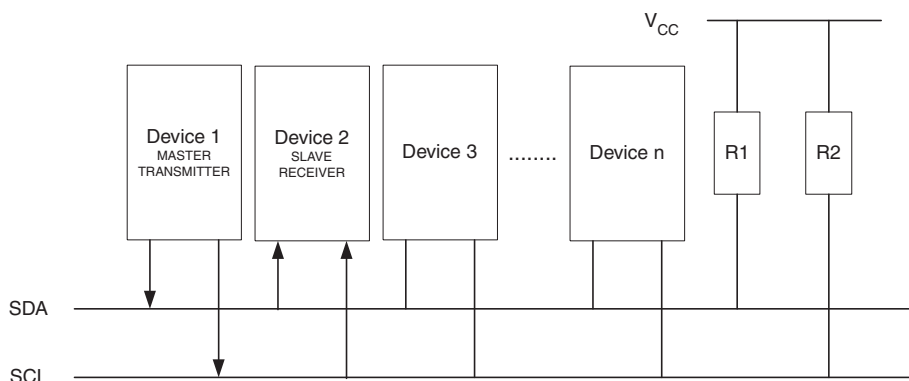 VCC
Device 1
MASTER
TRANSMITTER
Device 2
SLAVE
RECEIVER
Device 3
........
Device n
R1
R2
SDA
SCL